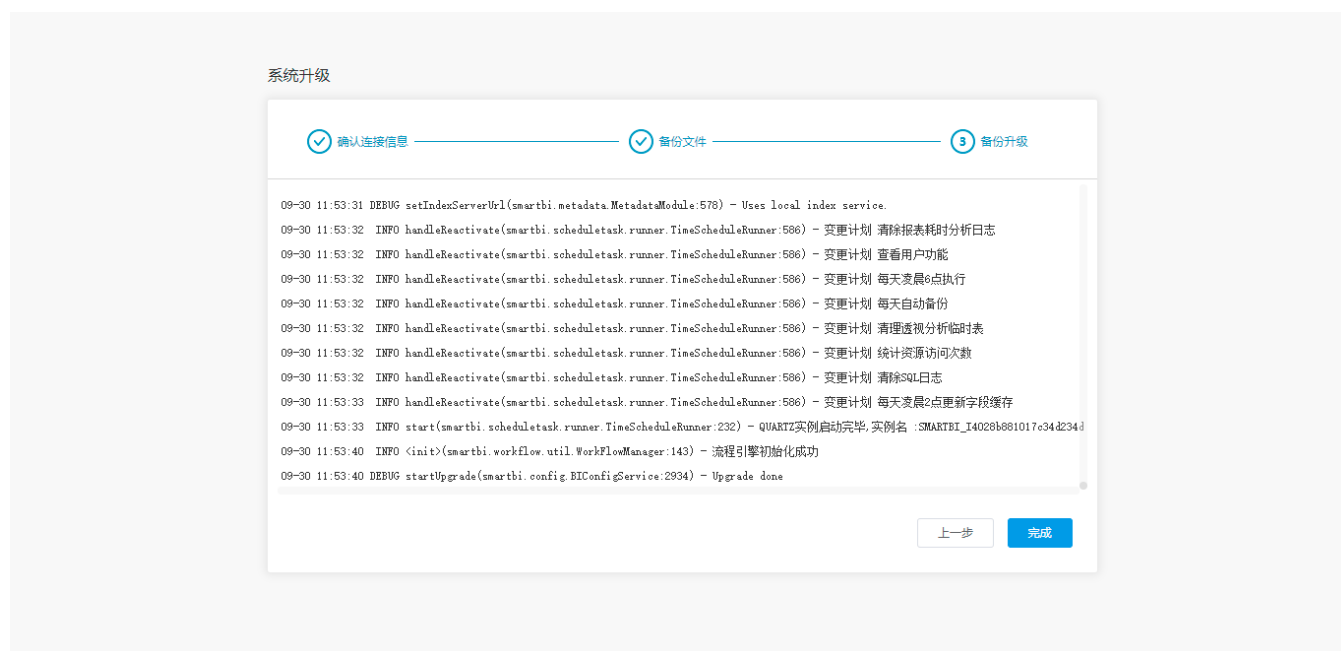 系统升级
确认连接信息 备份文件 3 备份升级
09-30 11:53:31 DEBUG setIndexServerUrl(smartbi.metadata.MetadataModule:578) - Uses local index service.
09-30 11:53:32 INFO handleReactivate(smartbi.scheduletask.runner.TimeScheduleRunner:586) - 变更计划 清除报表耗时分析日志
09-30 11:53:32 INFO handleReactivate(smartbi.scheduletask.runner.TimeScheduleRunner:586) - 变更计划 查看用户功能
09-30 11:53:32 INFO handleReactivate(smartbi.scheduletask.runner.TimeScheduleRunner:586) - 变更计划 每天凌晨6点执行
09-30 11:53:32 INFO handleReactivate(smartbi.scheduletask.runner.TimeScheduleRunner:586) - 变更计划 每天自动备份
09-30 11:53:32 INFO handleReactivate(smartbi.scheduletask.runner.TimeScheduleRunner:586) - 变更计划 清理透视分析临时表
09-30 11:53:32 INFO handleReactivate(smartbi.scheduletask.runner.TimeScheduleRunner:586) - 变更计划 统计资源访问次数
09-30 11:53:32 INFO handleReactivate(smartbi.scheduletask.runner.TimeScheduleRunner:586) - 变更计划 清除SQL日志
09-30 11:53:33 INFO handleReactivate(smartbi.scheduletask.runner.TimeScheduleRunner:586) - 变更计划 每天凌晨2点更新字段缓存
09-30 11:53:33 INFO start(smartbi.scheduletask.runner.TimeScheduleRunner:232) - QUARTZ实例启动完毕,实例名 :SMARTBI_I4028b881017c34d234d
09-30 11:53:40 INFO <init>(smartbi.workflow.util.WorkFlowManager:143) - 流程引擎初始化成功
09-30 11:53:40 DEBUG startUpgrade(smartbi.config.BIConfigService:2934) - Upgrade done
上一步 完成